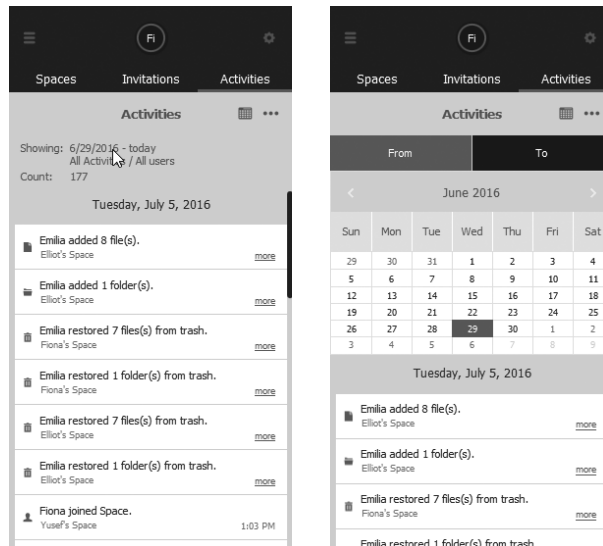 Fi
Spaces Invitations Activities
Activities
Showing: 6/29/2016 - today
All Activities / All users
Count: 177
Tuesday, July 5, 2016
Emilia added 8 file(s).
Elliot's Space more
Emilia added 1 folder(s).
Elliot's Space more
Emilia restored 7 files(s) from trash.
Fiona's Space more
Emilia restored 1 folder(s) from trash.
Fiona's Space more
Emilia restored 7 files(s) from trash.
Elliot's Space more
Emilia restored 1 folder(s) from trash.
Elliot's Space more
Fiona joined Space.
Yusef's Space 1:03 PM
Fi
Spaces Invitations Activities
Activities
From To
June 2016
Sun Mon Tue Wed Thu Fri Sat
29 30 31 1 2 3 4
5 6 7 8 9 10 11
12 13 14 15 16 17 18
19 20 21 22 23 24 25
26 27 28 29 30 1 2
3 4 5 6 7 8 9
Tuesday, July 5, 2016
Emilia added 8 file(s).
Elliot's Space more
Emilia added 1 folder(s).
Elliot's Space more
Emilia restored 7 files(s) from trash.
Fiona's Space more
Emilia restored 1 folder(s) from trash.